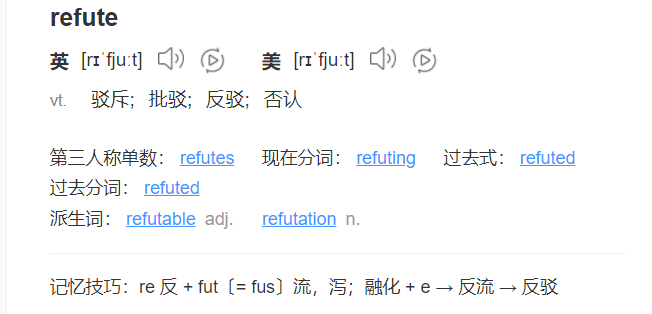 refute
英 [rɪˈfjuːt] 美 [rɪˈfjuːt]
vt. 驳斥；批驳；反驳；否认
第三人称单数： refutes 现在分词： refuting 过去式： refuted
过去分词： refuted
派生词： refutable adj. refutation n.
记忆技巧：re 反 + fut〔= fus〕流，泻；融化 + e → 反流 → 反驳